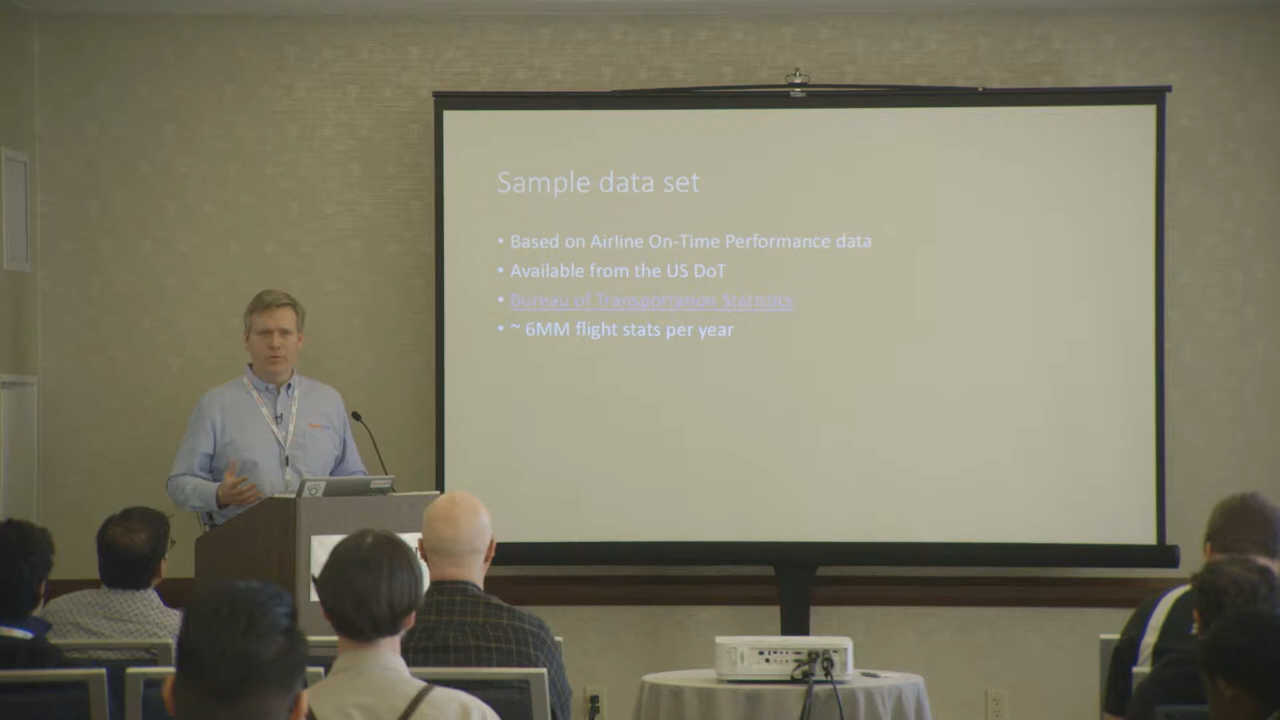 Sample data set
• Based on Airline On-Time Performance data
• Available from the US DoT
• Bureau of Transportation Statistics
• ~ 6MM flight stats per year